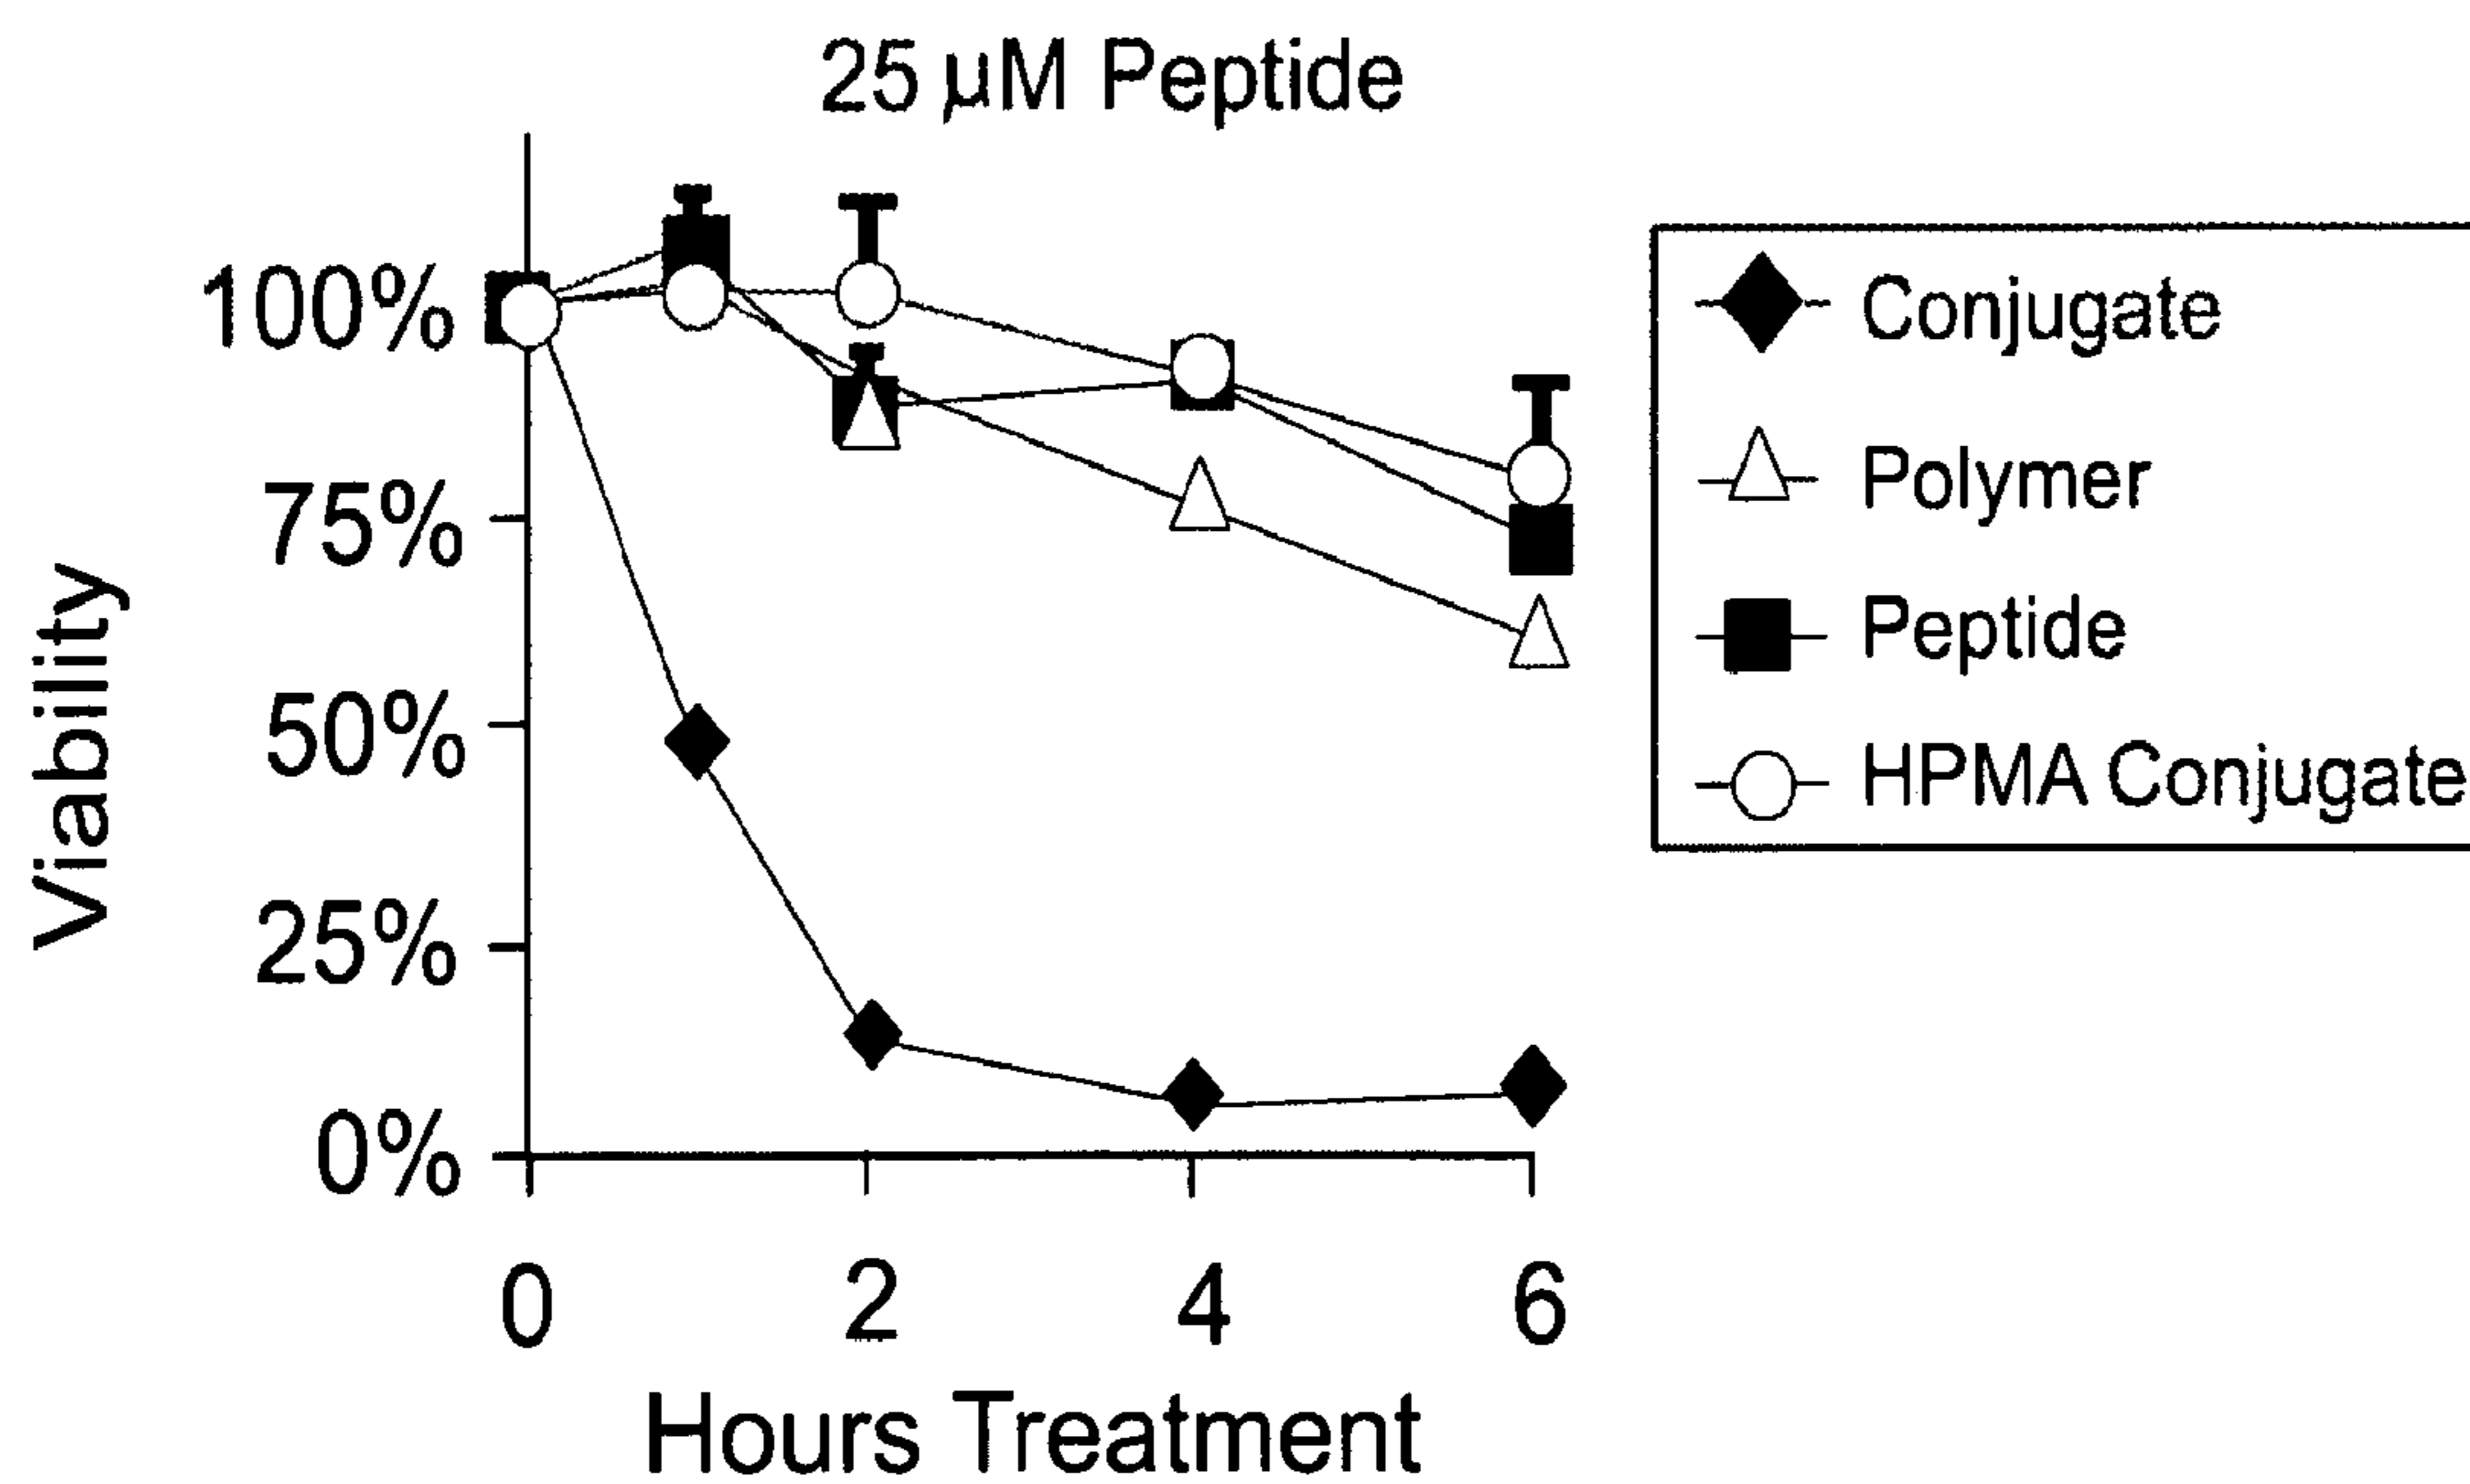 25 µM Peptide
Viability
100%
75%
50%
25%
0%
0 2 4 6
Hours Treatment
Conjugate
Polymer
Peptide
HPMA Conjugate